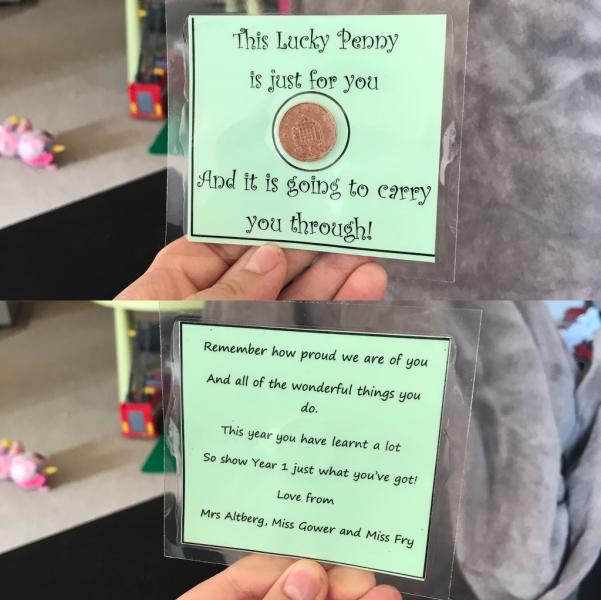 This Lucky Penny
is just for you
And it is going to carry
you through!
Remember how proud we are of you
And all of the wonderful things you
do.
This year you have learnt a lot
So show Year 1 just what you've got!
Love from
Mrs Altberg, Miss Gower and Miss Fry